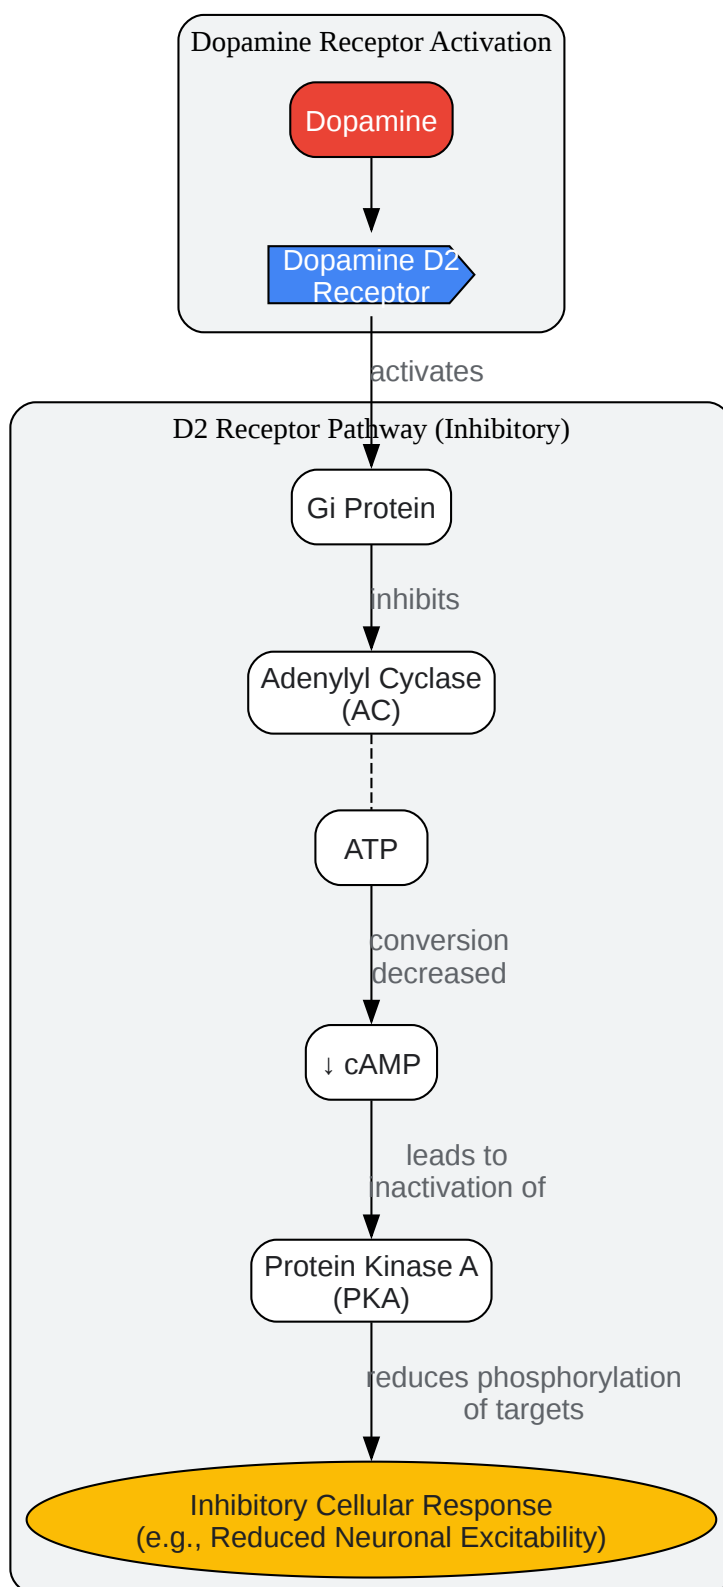 Dopamine Receptor Activation
Dopamine
Dopamine D2
Receptor
activates
D2 Receptor Pathway (Inhibitory)
Gi Protein
inhibits
Adenylyl Cyclase
(AC)
ATP
conversion
decreased
↓ cAMP
leads to
inactivation of
Protein Kinase A
(PKA)
reduces phosphorylation
of targets
Inhibitory Cellular Response
(e.g., Reduced Neuronal Excitability)